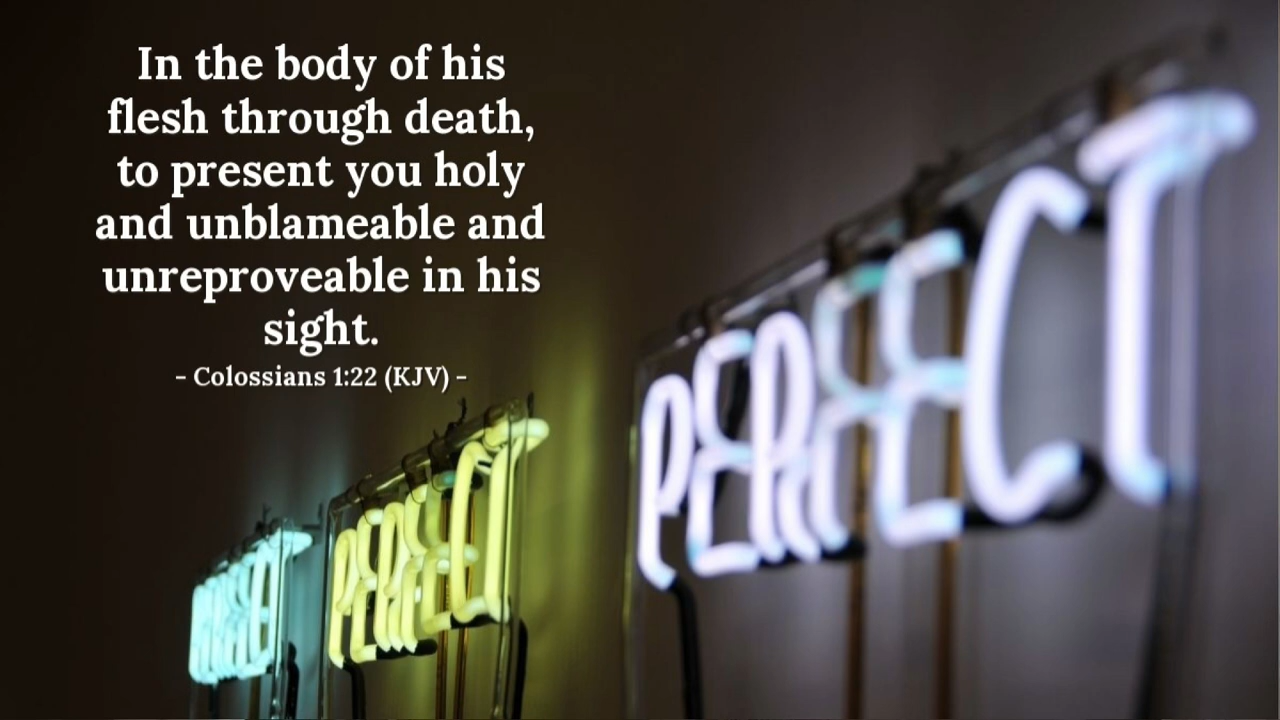 In the body of his
flesh through death,
to present you holy
and unblameable and
unreproveable in his
sight.
- Colossians 1:22 (KJV) -
PERFECT
PERFECT
PERFECT